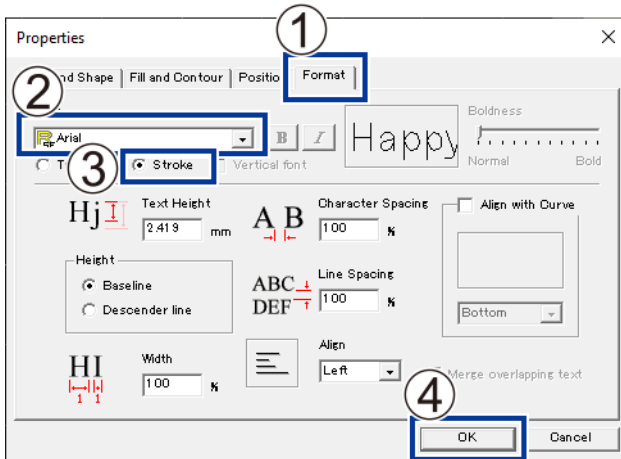 Properties
1
nd Shape
Fill and Contour
Positio
Format
2
Arial
B
I
Happy
Boldness
Normal
Bold
3
T
Stroke
Vertical font
Hj
Text Height
2.419 mm
A B
Character Spacing
100 %
Align with Curve
Height
Baseline
Descender line
ABC
DEF
Line Spacing
100 %
Bottom
HI
1 1
Width
100 %
Align
Left
Merge overlapping text
4
OK
Cancel